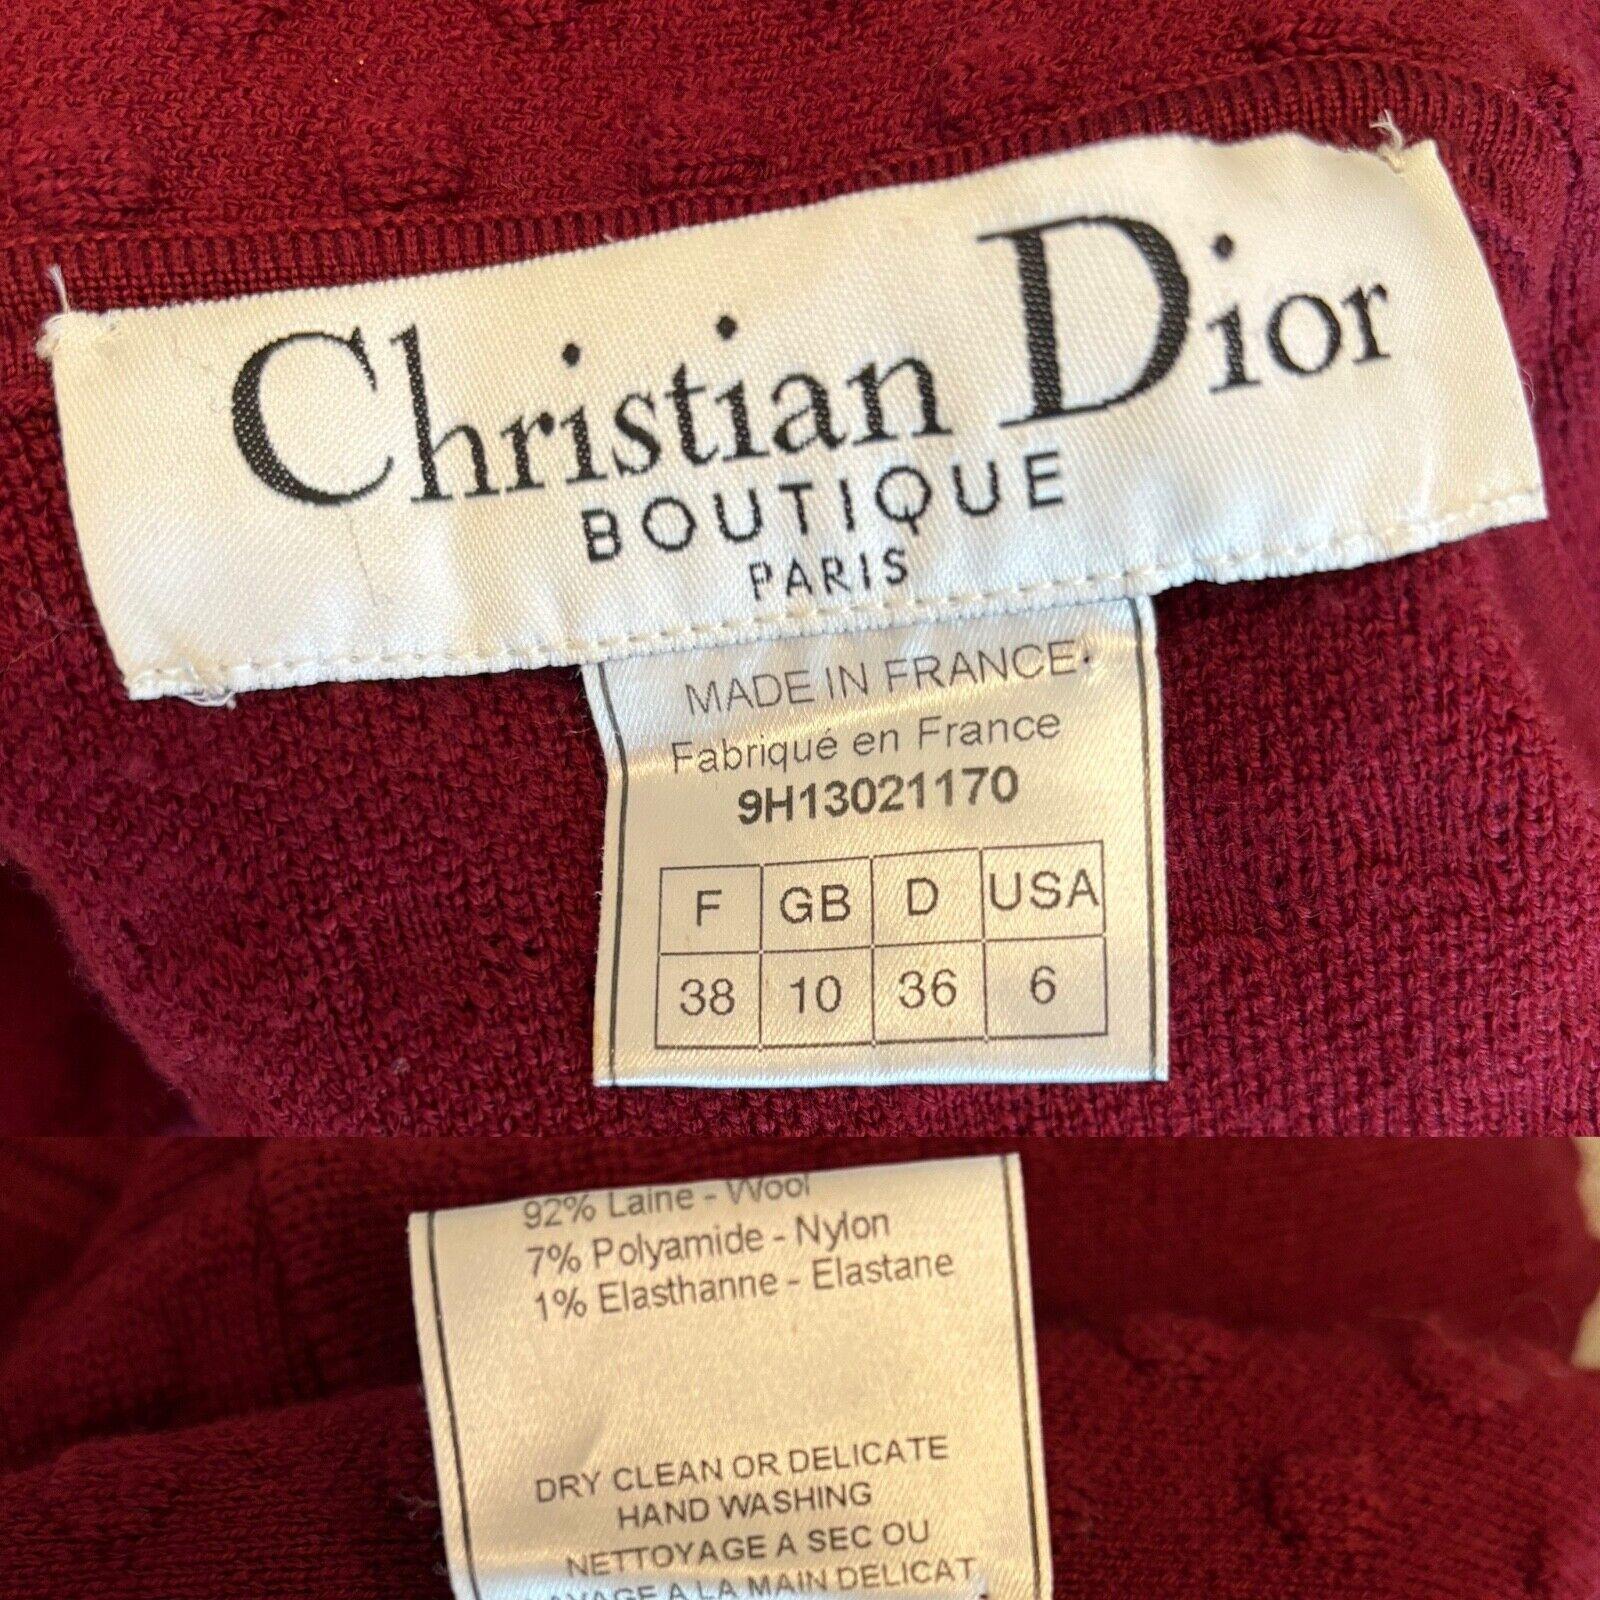 Christian Dior
BOUTIQUE
PARIS
MADE IN FRANCE
Fabriqué en France
9H13021170
F GB D USA
38 10 36 6
92% Laine - Wool
7% Polyamide - Nylon
1% Elasthanne - Elastane
DRY CLEAN OR DELICATE
HAND WASHING
NETTOYAGE A SEC OU
LAVAGE A LA MAIN DELICAT